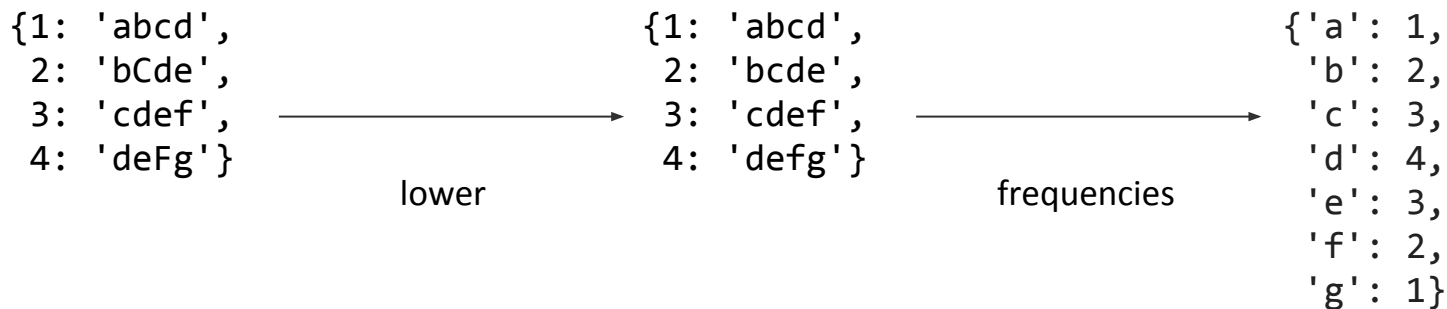 {1: 'abcd',
2: 'bCde',
3: 'cdef',
4: 'deFg'}
lower
{1: 'abcd',
2: 'bcde',
3: 'cdef',
4: 'defg'}
frequencies
{'a': 1,
'b': 2,
'c': 3,
'd': 4,
'e': 3,
'f': 2,
'g': 1}